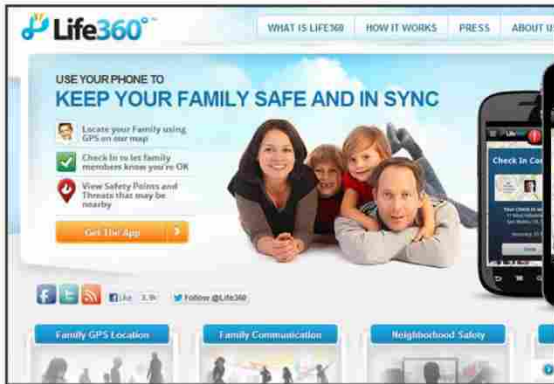 Life360
WHAT IS LIFE360 HOW IT WORKS PRESS ABOUT US
USE YOUR PHONE TO
KEEP YOUR FAMILY SAFE AND IN SYNC
Locate your Family using
GPS on our map
Check In to let family
members know you're OK
View Safety Points and
Threats that may be
nearby
Get The App
Check In
Like
Follow @Life360
Family GPS Location Family Communication Neighborhood Safety